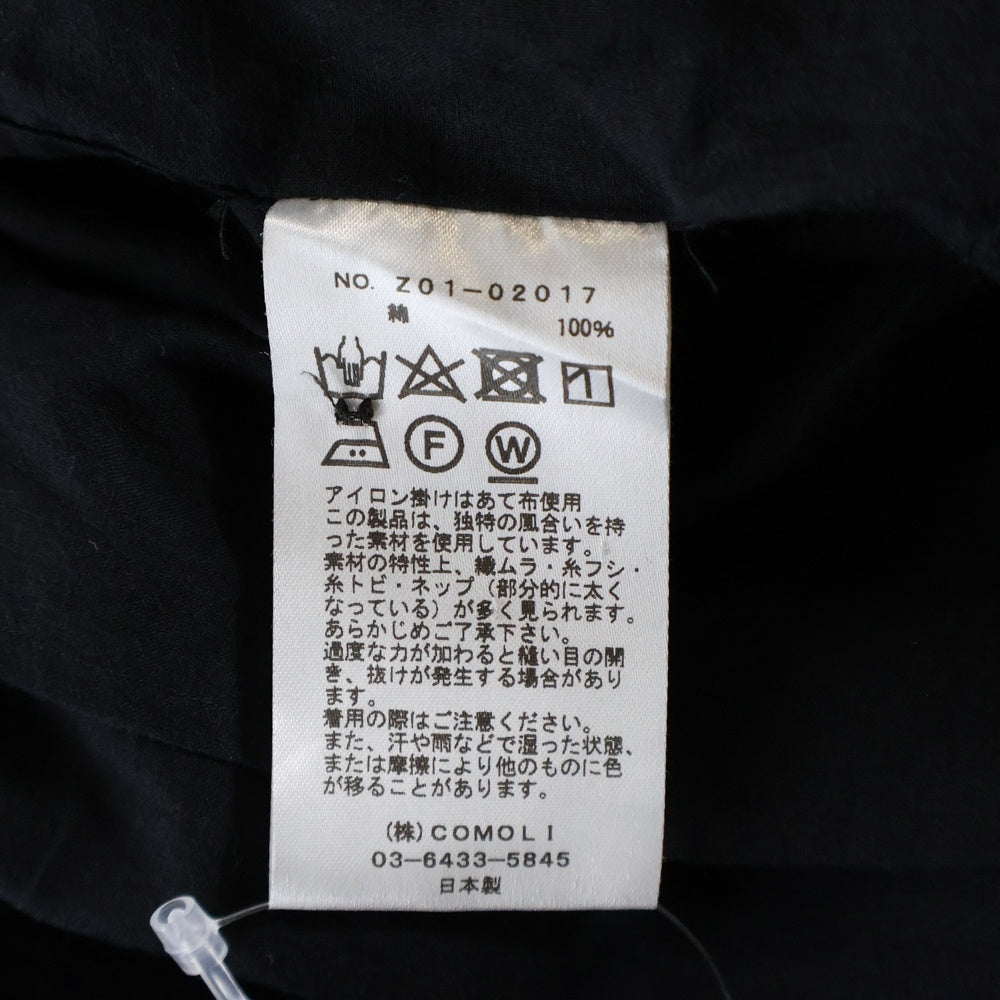 NO. Z01-02017
綿 100%
F W
アイロン掛けはあて布使用
この製品は、独特の風合いを持
った素材を使用しています。
素材の特性上、織ムラ・糸フシ・
糸トビ・ネップ（部分的に太く
なっている）が多く見られます。
あらかじめご了承下さい。
過度な力が加わると縫い目の開
き、抜けが発生する場合があり
ます。
着用の際はご注意ください。
また、汗や雨などで湿った状態、
または摩擦により他のものに色
が移ることがあります。
(株)COMOLI
03-6433-5845
日本製